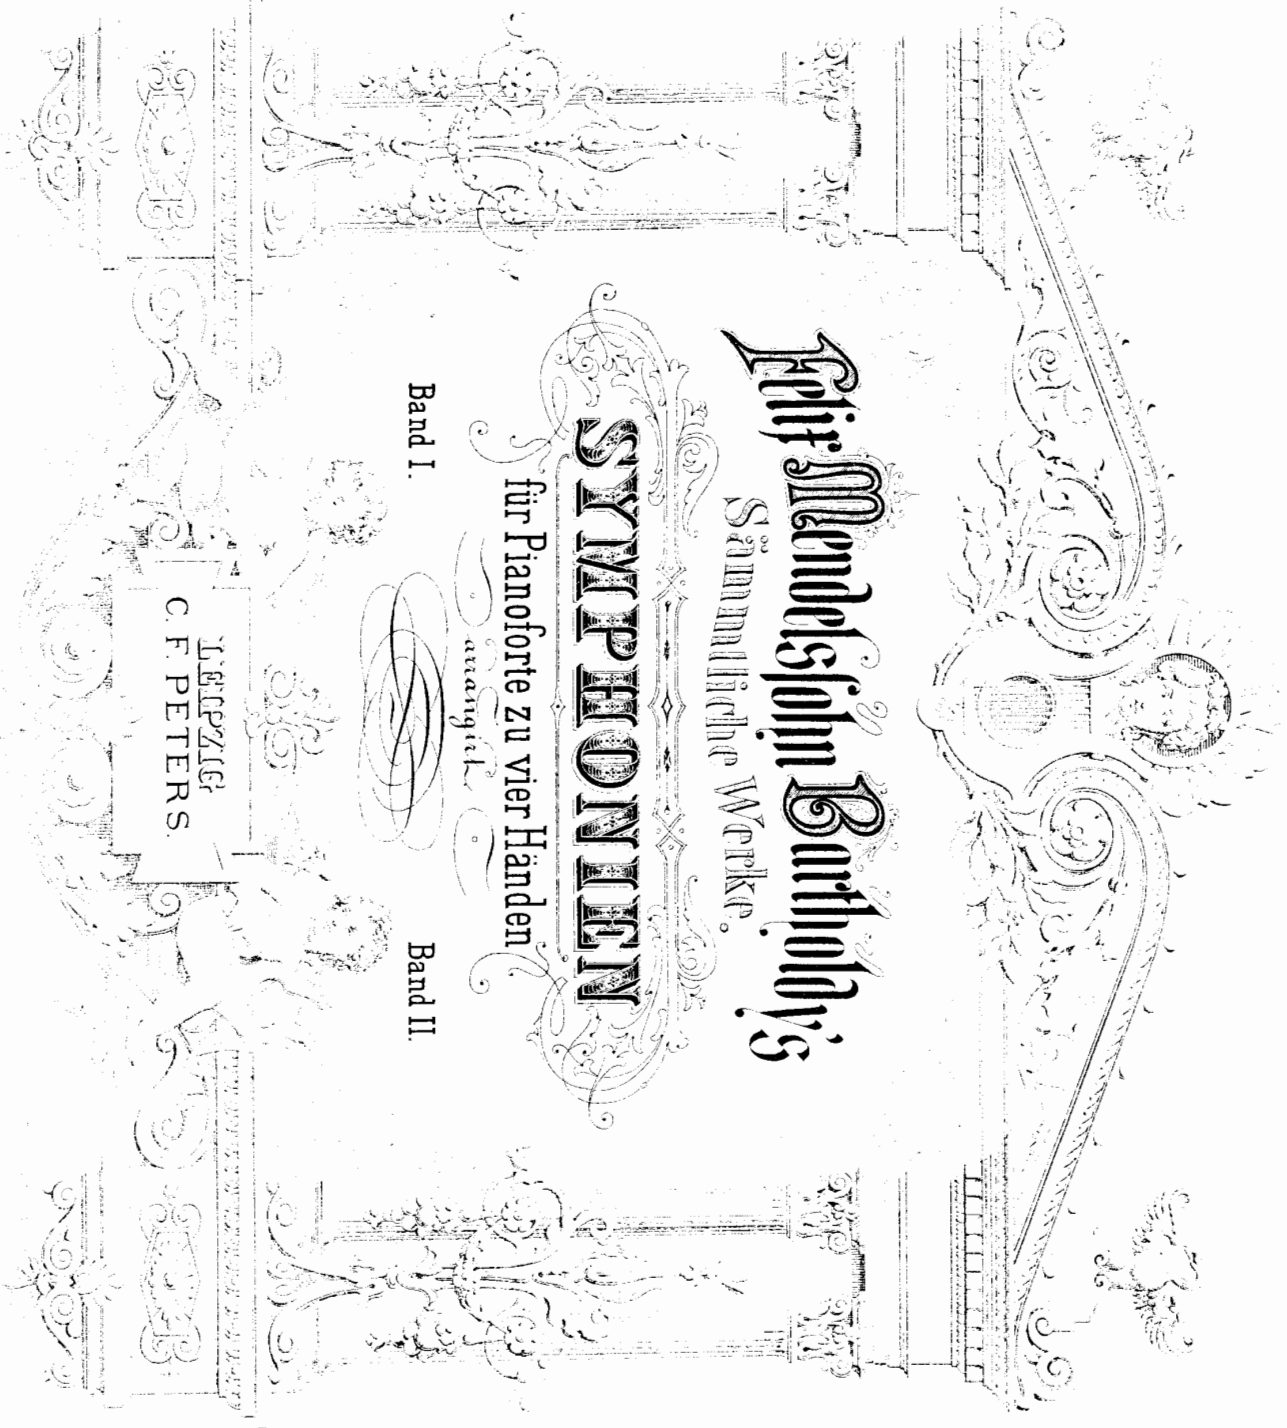 Felix Mendelssohn Bartholdy's
Sämmtliche Werke.
SYMPHONIEN
für Pianoforte zu vier Händen
arrangirt
Band I.
Band II.
LEIPZIG
C. F. PETERS.